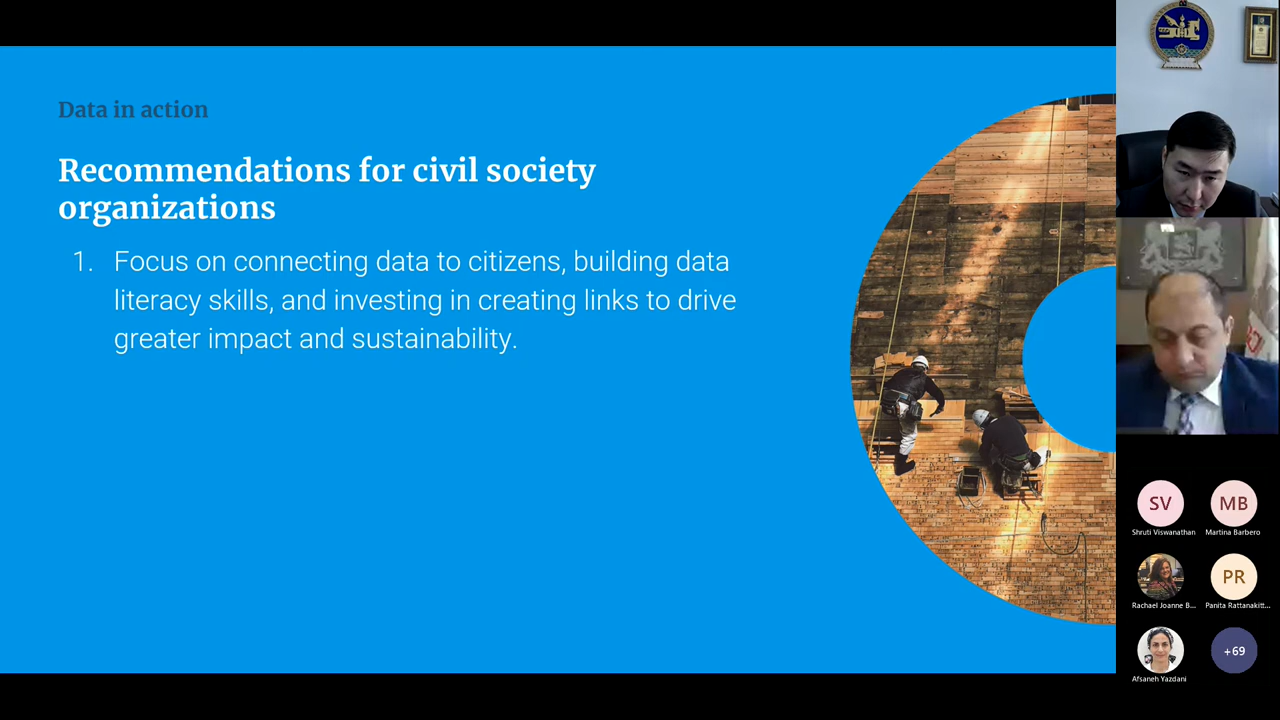 Data in action
Recommendations for civil society
organizations
1. Focus on connecting data to citizens, building data
literacy skills, and investing in creating links to drive
greater impact and sustainability.
SV
MB
Shruti Viswanathan
Martina Barbero
Rachael Joanne B...
PR
Panita Rattanakitt...
Afsaneh Yazdani
+69